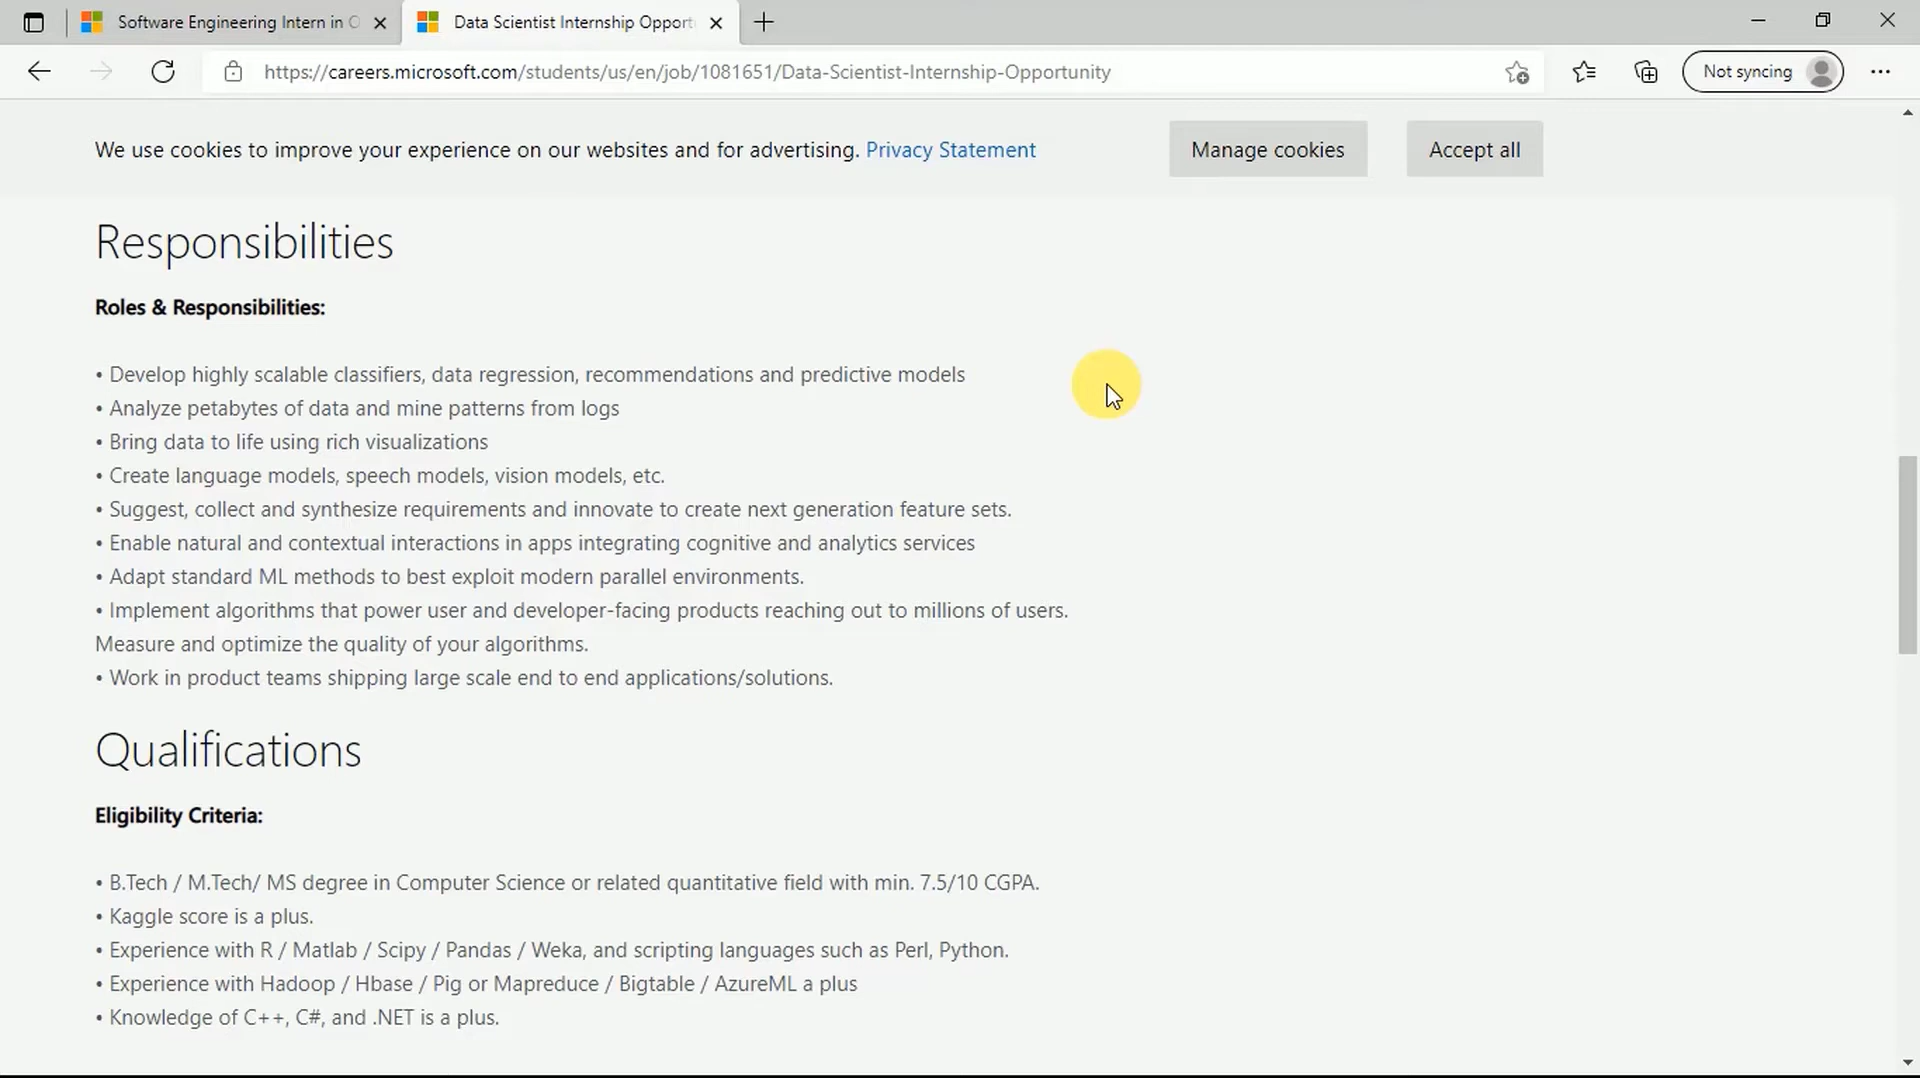 Software Engineering Intern in
Data Scientist Internship Opport
https://careers.microsoft.com/students/us/en/job/1081651/Data-Scientist-Internship-Opportunity
Not syncing
We use cookies to improve your experience on our websites and for advertising. Privacy Statement
Manage cookies
Accept all
Responsibilities
Roles & Responsibilities:
• Develop highly scalable classifiers, data regression, recommendations and predictive models
• Analyze petabytes of data and mine patterns from logs
• Bring data to life using rich visualizations
• Create language models, speech models, vision models, etc.
• Suggest, collect and synthesize requirements and innovate to create next generation feature sets.
• Enable natural and contextual interactions in apps integrating cognitive and analytics services
• Adapt standard ML methods to best exploit modern parallel environments.
• Implement algorithms that power user and developer-facing products reaching out to millions of users.
Measure and optimize the quality of your algorithms.
• Work in product teams shipping large scale end to end applications/solutions.
Qualifications
Eligibility Criteria:
• B.Tech / M.Tech/ MS degree in Computer Science or related quantitative field with min. 7.5/10 CGPA.
• Kaggle score is a plus.
• Experience with R / Matlab / Scipy / Pandas / Weka, and scripting languages such as Perl, Python.
• Experience with Hadoop / Hbase / Pig or Mapreduce / Bigtable / AzureML a plus
• Knowledge of C++, C#, and .NET is a plus.